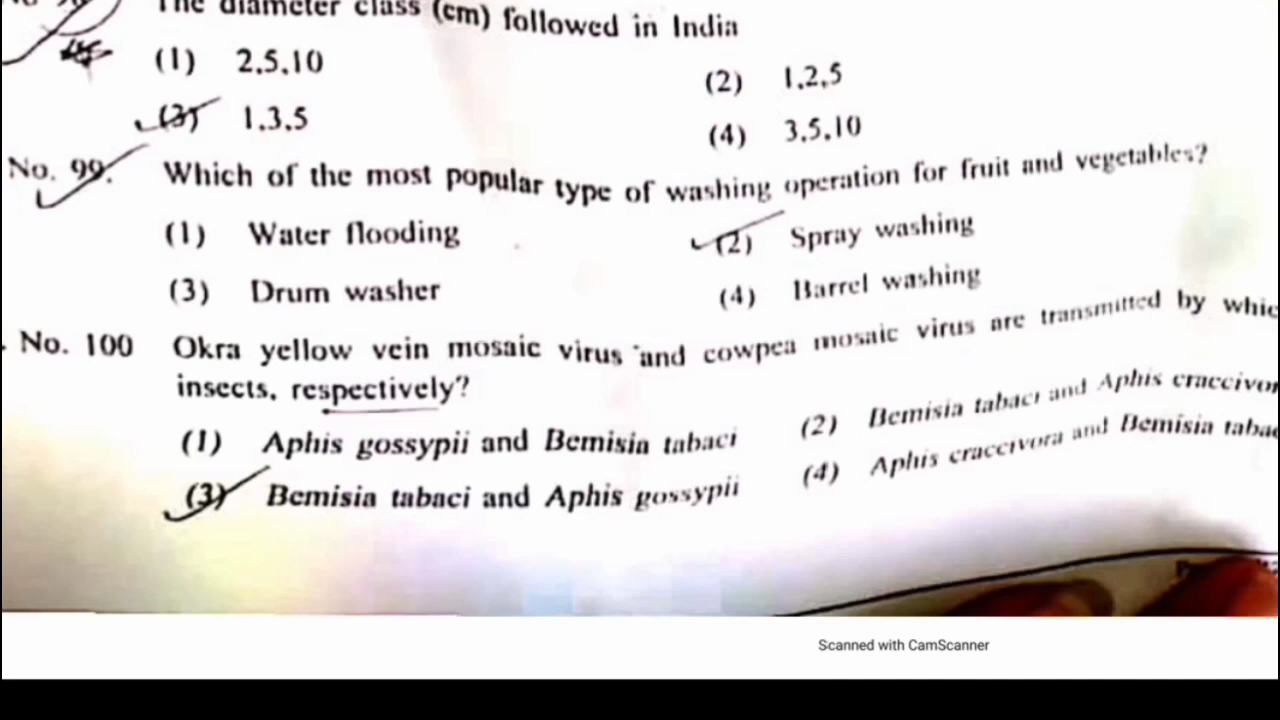 The diameter class (cm) followed in India
(1) 2.5.10
(2) 1.2.5
(3) 1.3.5
(4) 3.5.10
No. 99. Which of the most popular type of washing operation for fruit and vegetables?
(1) Water flooding
(2) Spray washing
(3) Drum washer
(4) Barrel washing
No. 100 Okra yellow vein mosaic virus and cowpea mosaic virus are transmitted by whic
insects, respectively?
(1) Aphis gossypii and Bemisia tabaci
(2) Bemisia tabaci and Aphis craccivor
(3) Bemisia tabaci and Aphis gossypii
(4) Aphis craccivora and Bemisia tabac
Scanned with CamScanner